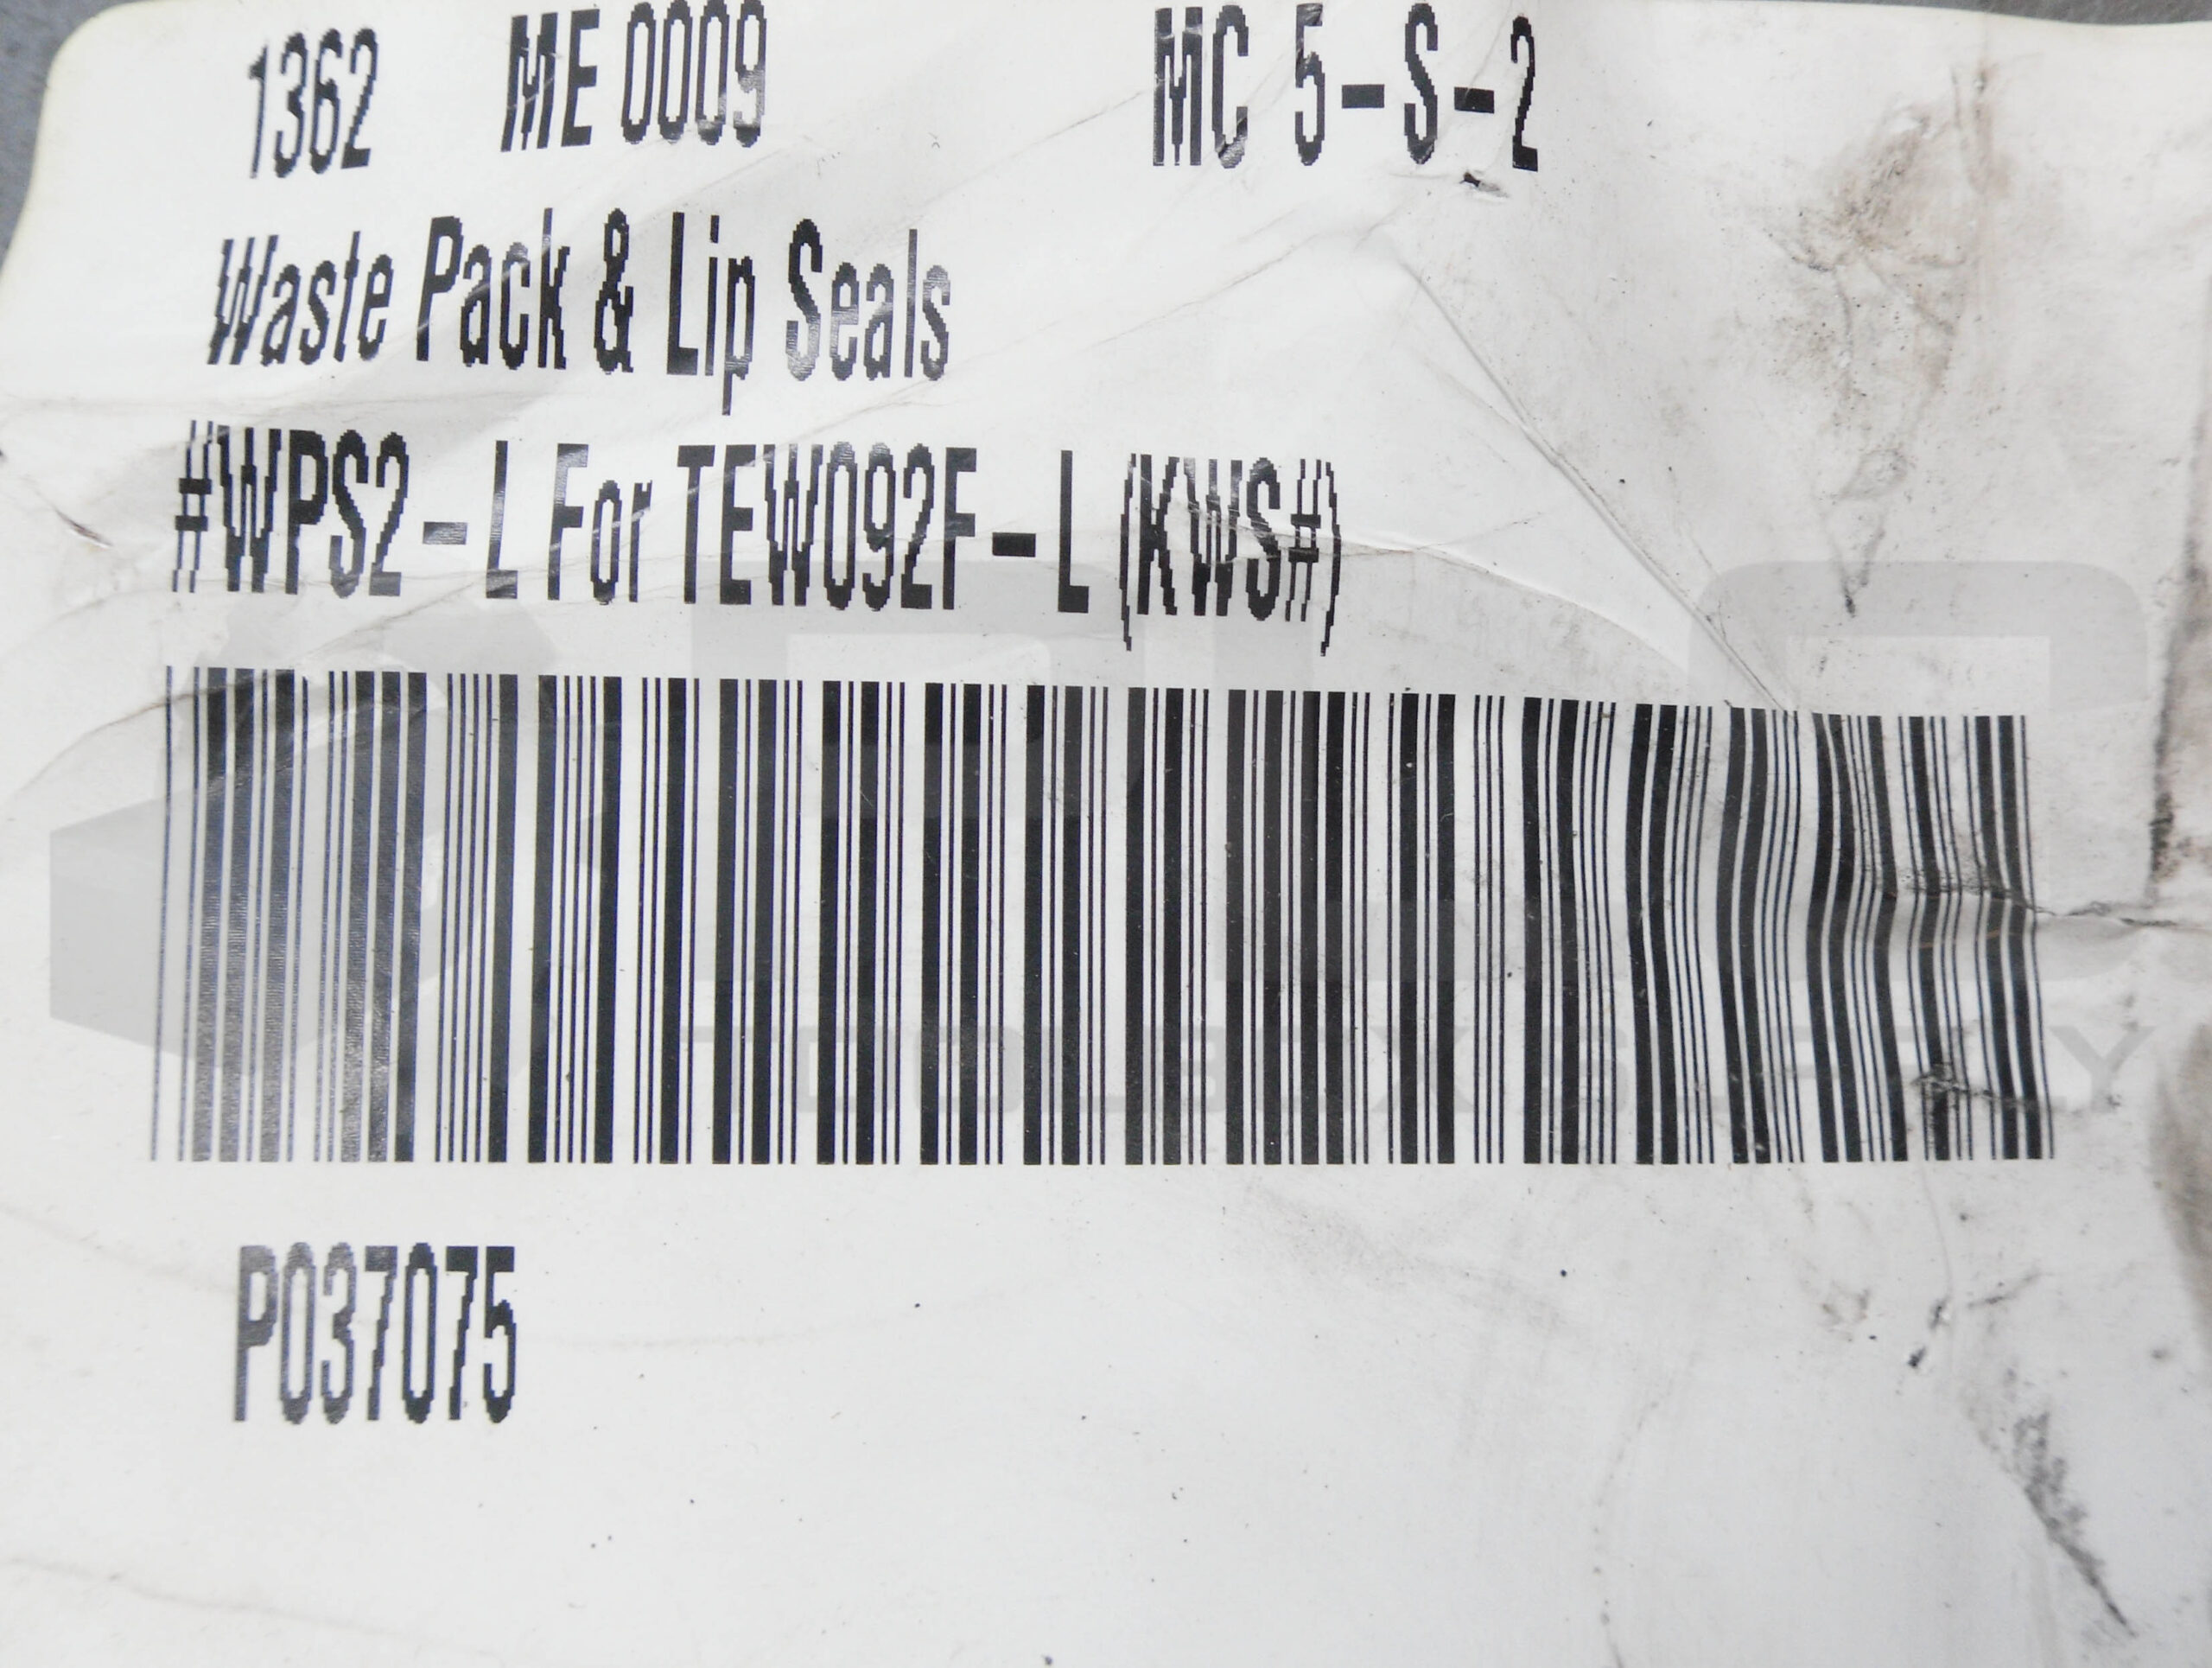 1362 ME 0009 MC 5-S-2
Waste Pack & Lip Seals
#WPS2-L For TEW092F-L (KWS#)
P037075